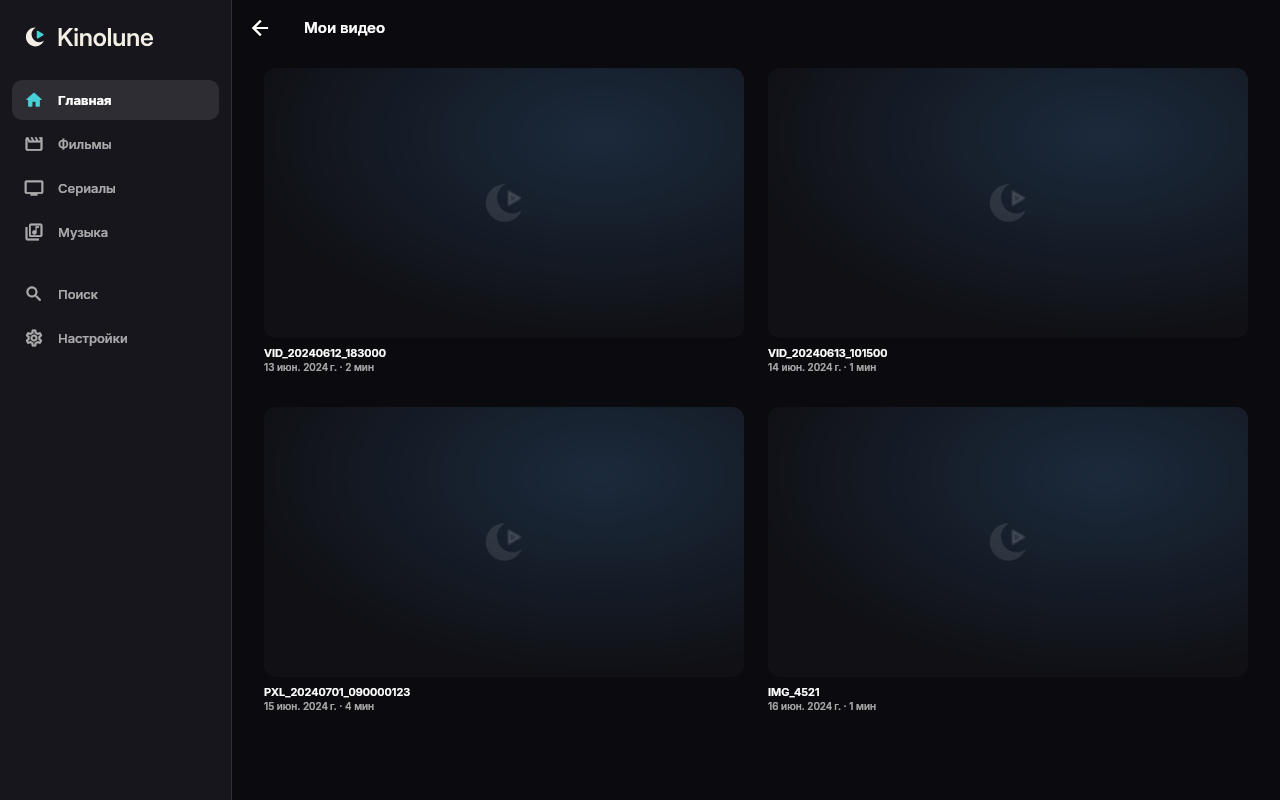 Kinolune
Мои видео
Главная
Фильмы
Сериалы
Музыка
Поиск
Настройки
VID_20240612_183000
13 июн. 2024 г. · 2 мин
VID_20240613_101500
14 июн. 2024 г. · 1 мин
PXL_20240701_090000123
15 июн. 2024 г. · 4 мин
IMG_4521
16 июн. 2024 г. · 1 мин